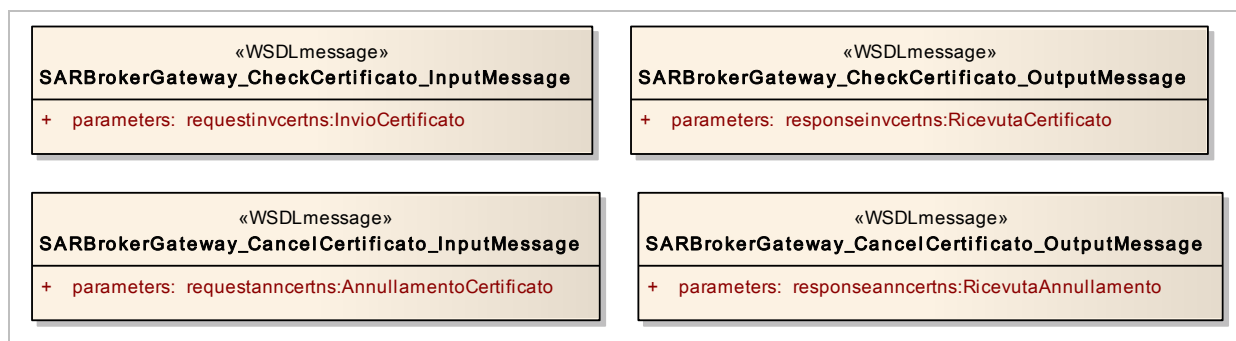 «WSDLmessage»
SARBrokerGateway_CheckCertificato_InputMessage
+ parameters: requestinvcertns:InvioCertificato
«WSDLmessage»
SARBrokerGateway_CheckCertificato_OutputMessage
+ parameters: responseinvcertns:RicevutaCertificato
«WSDLmessage»
SARBrokerGateway_CancelCertificato_InputMessage
+ parameters: requestanncertns:AnnullamentoCertificato
«WSDLmessage»
SARBrokerGateway_CancelCertificato_OutputMessage
+ parameters: responseanncertns:RicevutaAnnullamento